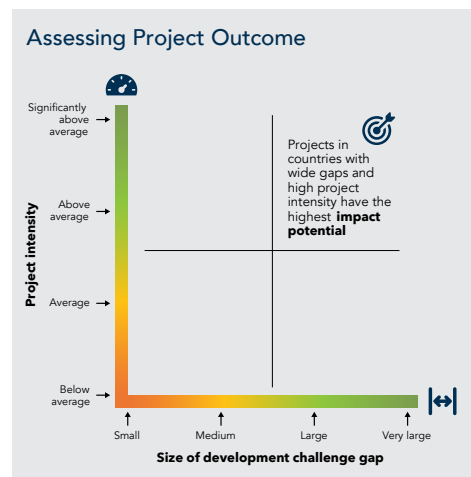 Assessing Project Outcome
Significantly
above
average
Above
average
Average
Below
average
Project intensity
Projects in
countries with
wide gaps and
high project
intensity have the
highest impact
potential
Small
Medium
Large
Very large
Size of development challenge gap